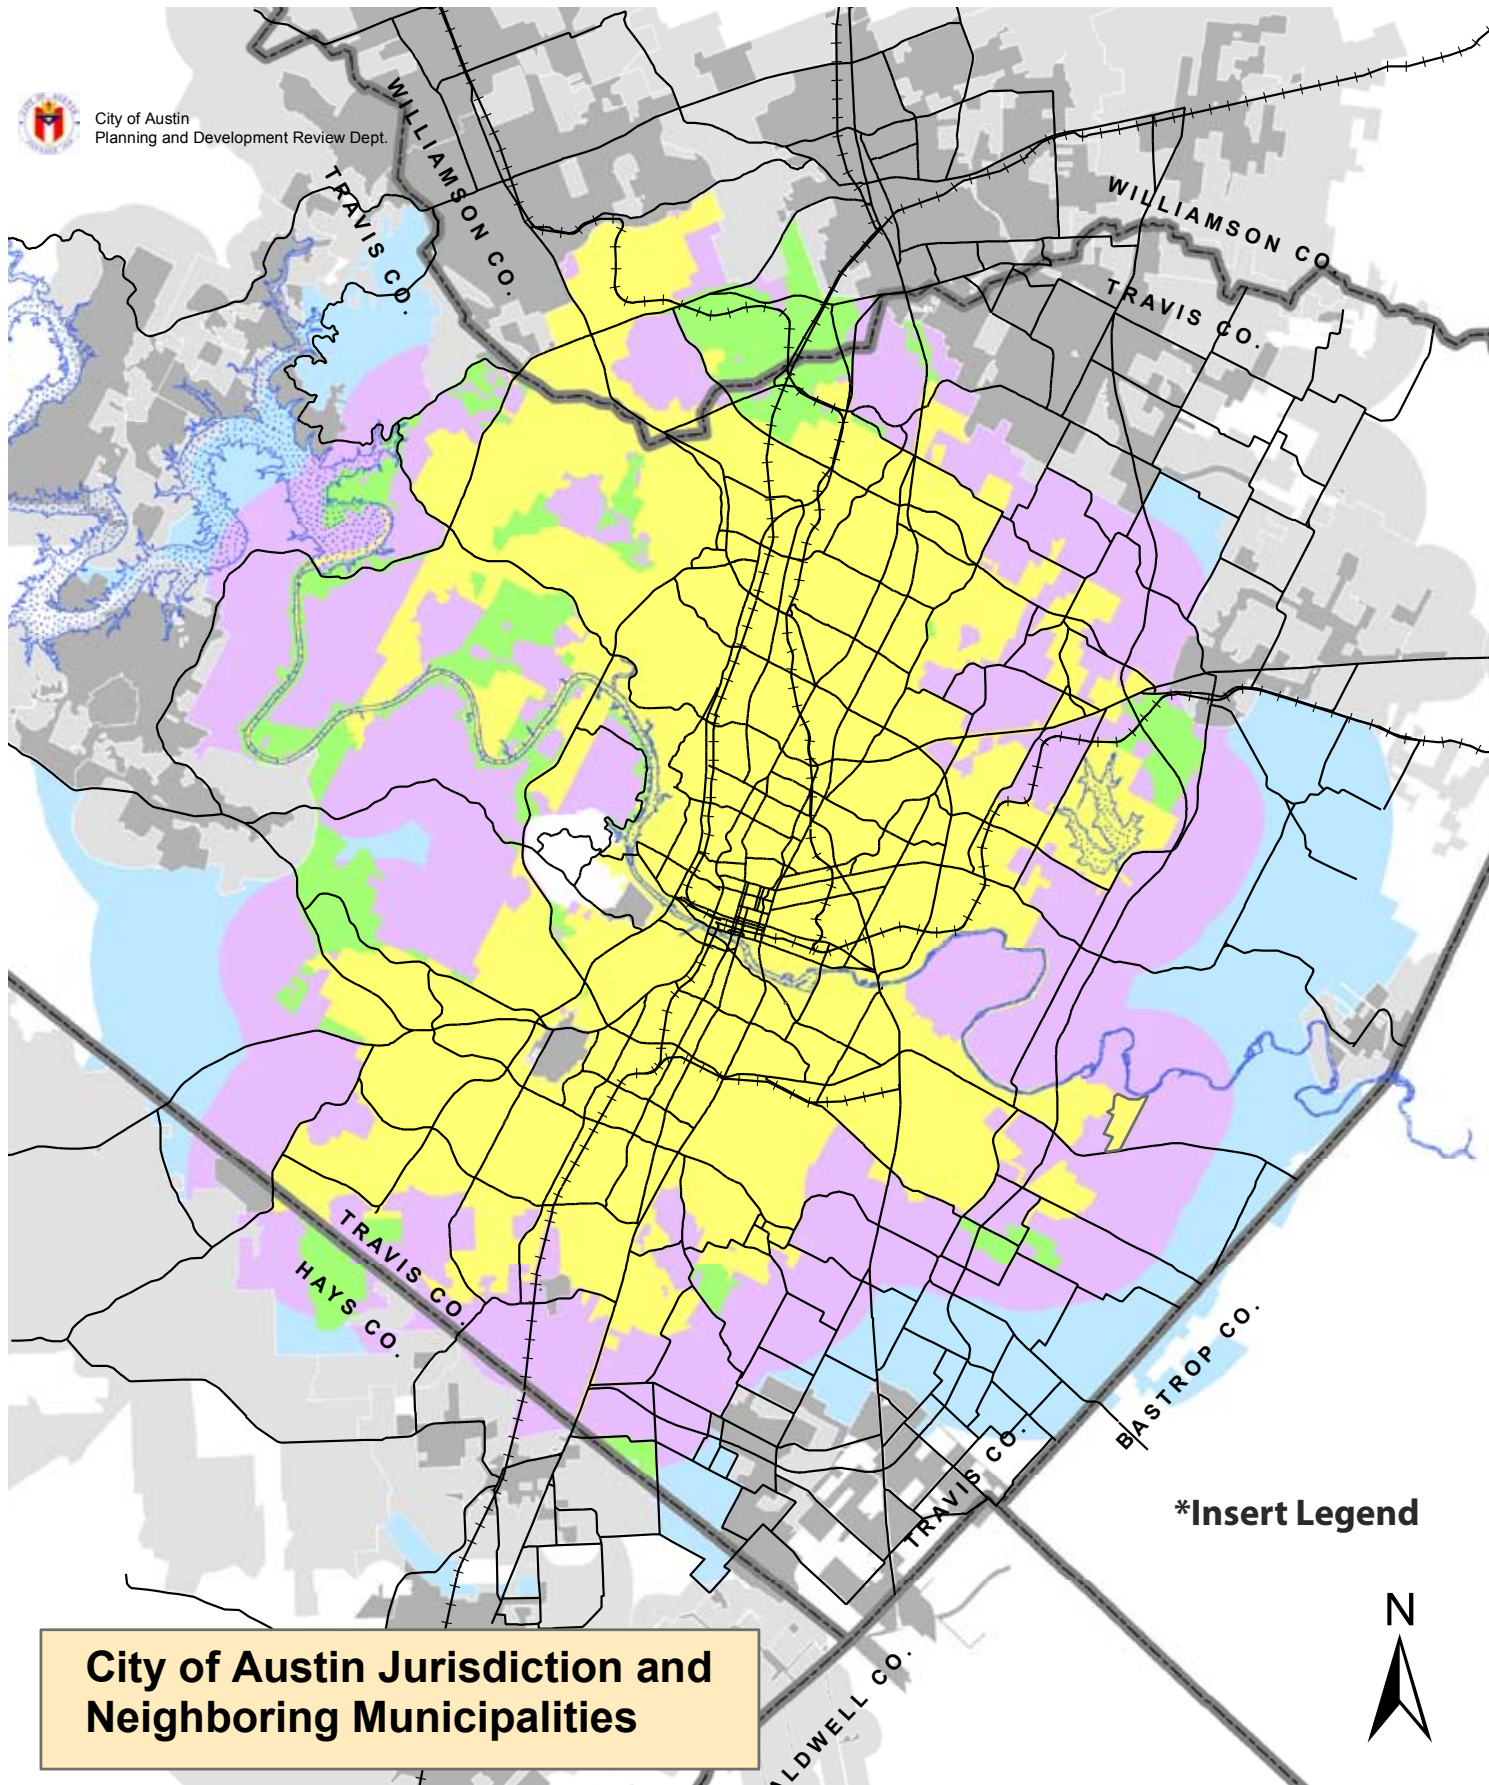 City of Austin
Planning and Development Review Dept.
WILLIAMSON CO.
TRAVIS CO.
WILLIAMSON CO.
TRAVIS CO.
TRAVIS CO.
HAYS CO.
BASTROP CO.
TRAVIS CO.
*Insert Legend
N
City of Austin Jurisdiction and
Neighboring Municipalities
ALDWELL CO.